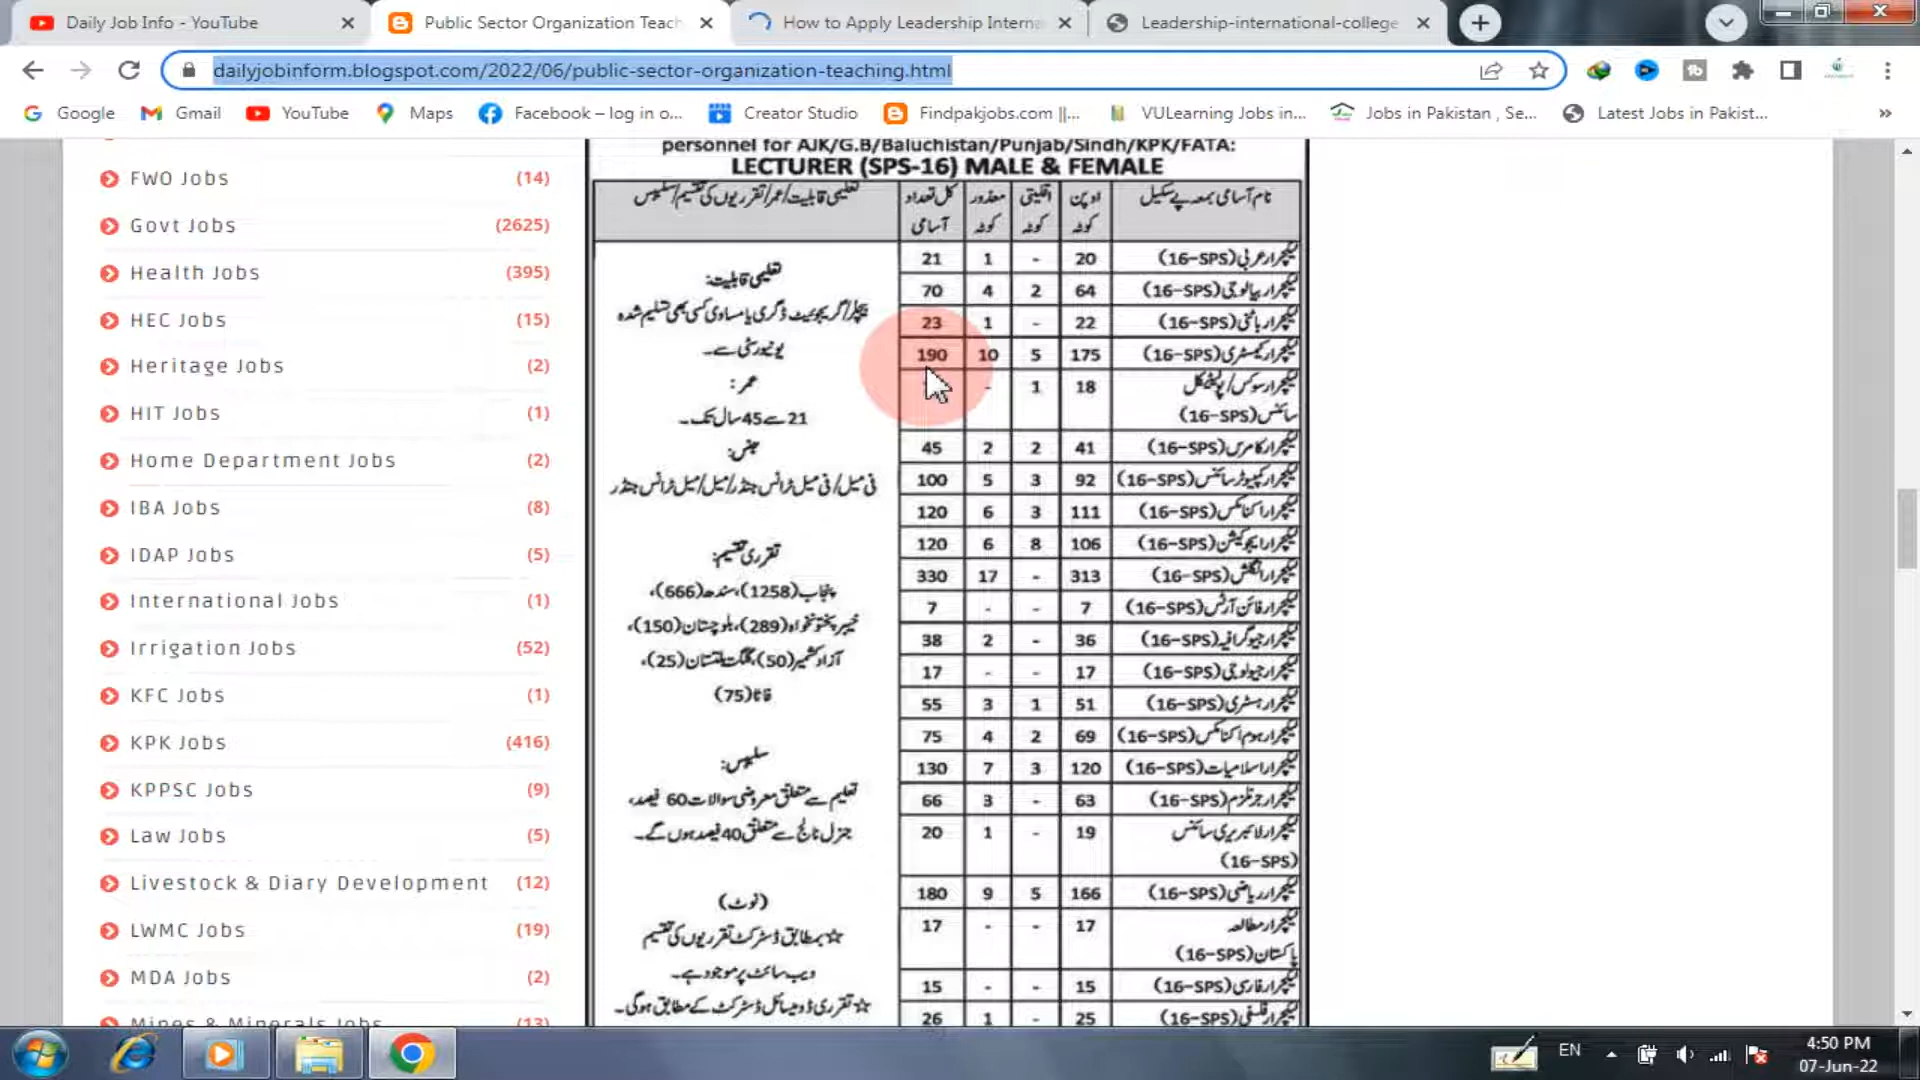 Daily Job Info - YouTube
Public Sector Organization Teach
How to Apply Leadership Interna
Leadership-international-college
dailyjobinform.blogspot.com/2022/06/public-sector-organization-teaching.html
Google
Gmail
YouTube
Maps
Facebook – log in o...
Creator Studio
Findpakjobs.com ||...
VULearning Jobs in...
Jobs in Pakistan , Se...
Latest Jobs in Pakist...
»
FWO Jobs (14)
Govt Jobs (2625)
Health Jobs (395)
HEC Jobs (15)
Heritage Jobs (2)
HIT Jobs (1)
Home Department Jobs (2)
IBA Jobs (8)
IDAP Jobs (5)
International Jobs (1)
Irrigation Jobs (52)
KFC Jobs (1)
KPK Jobs (416)
KPPSC Jobs (9)
Law Jobs (5)
Livestock & Diary Development (12)
LWMC Jobs (19)
MDA Jobs (2)
Mines & Minerals Jobs (13)
personnel for AJK/G.B/Baluchistan/Punjab/Sindh/KPK/FATA:
LECTURER (SPS-16) MALE & FEMALE
نام آسامی بمعہ پے سکیل | اوپن کوٹہ | اقلیتی کوٹہ | معذور کوٹہ | کل تعداد آسامی | تعلیمی قابلیت/عمر/تقرریوں کی تقسیم/سلیبس
لیکچرار عربی (SPS-16) 20 - 1 21
لیکچرار بیالوجی (SPS-16) 64 2 4 70
لیکچرار باٹنی (SPS-16) 22 - 1 23
لیکچرار کیمسٹری (SPS-16) 175 5 10 190
لیکچرار سوکس/پولیٹیکل سائنس (SPS-16) 18 1 -
لیکچرار کامرس (SPS-16) 41 2 2 45
لیکچرار کمپیوٹر سائنس (SPS-16) 92 3 5 100
لیکچرار اکنامکس (SPS-16) 111 3 6 120
لیکچرار ایجوکیشن (SPS-16) 106 8 6 120
لیکچرار انگلش (SPS-16) 313 - 17 330
لیکچرار فائن آرٹس (SPS-16) 7 - - 7
لیکچرار جیوگرافیہ (SPS-16) 36 - 2 38
لیکچرار جیولوجی (SPS-16) 17 - - 17
لیکچرار ہسٹری (SPS-16) 51 1 3 55
لیکچرار ہوم اکنامکس (SPS-16) 69 2 4 75
لیکچرار اسلامیات (SPS-16) 120 3 7 130
لیکچرار جرنلزم (SPS-16) 63 - 3 66
لیکچرار لائبریری سائنس (SPS-16) 19 - 1 20
لیکچرار ریاضی (SPS-16) 166 5 9 180
لیکچرار مطالعہ پاکستان (SPS-16) 17 - - 17
لیکچرار فارسی (SPS-16) 15 - - 15
لیکچرار فلسفی (SPS-16) 25 - 1 26
تعلیمی قابلیت:
بیچلر/گریجوئیٹ ڈگری یا مساوی کسی بھی تسلیم شدہ
یونیورسٹی سے۔
عمر:
21 سے 45 سال تک۔
جنس:
فی میل/فی میل ٹرانس جنڈر/میل/میل ٹرانس جنڈر
تقرری تقسیم:
پنجاب (1258)، سندھ (666)،
خیبر پختونخواہ (289)، بلوچستان (150)،
آزاد کشمیر (50)، گلگت بلتستان (25)،
فاٹا (75)
سلیبس:
تعلیم سے متعلق معروضی سوالات 60 فیصد،
جنرل نالج سے متعلق 40 فیصد ہوں گے۔
(نوٹ)
☆ بمطابق ڈسٹرکٹ تقرریوں کی تقسیم
ویب سائٹ پر موجود ہے۔
☆ تقرری ڈومیسائل ڈسٹرکٹ کے مطابق ہوگی۔
EN
4:50 PM
07-Jun-22